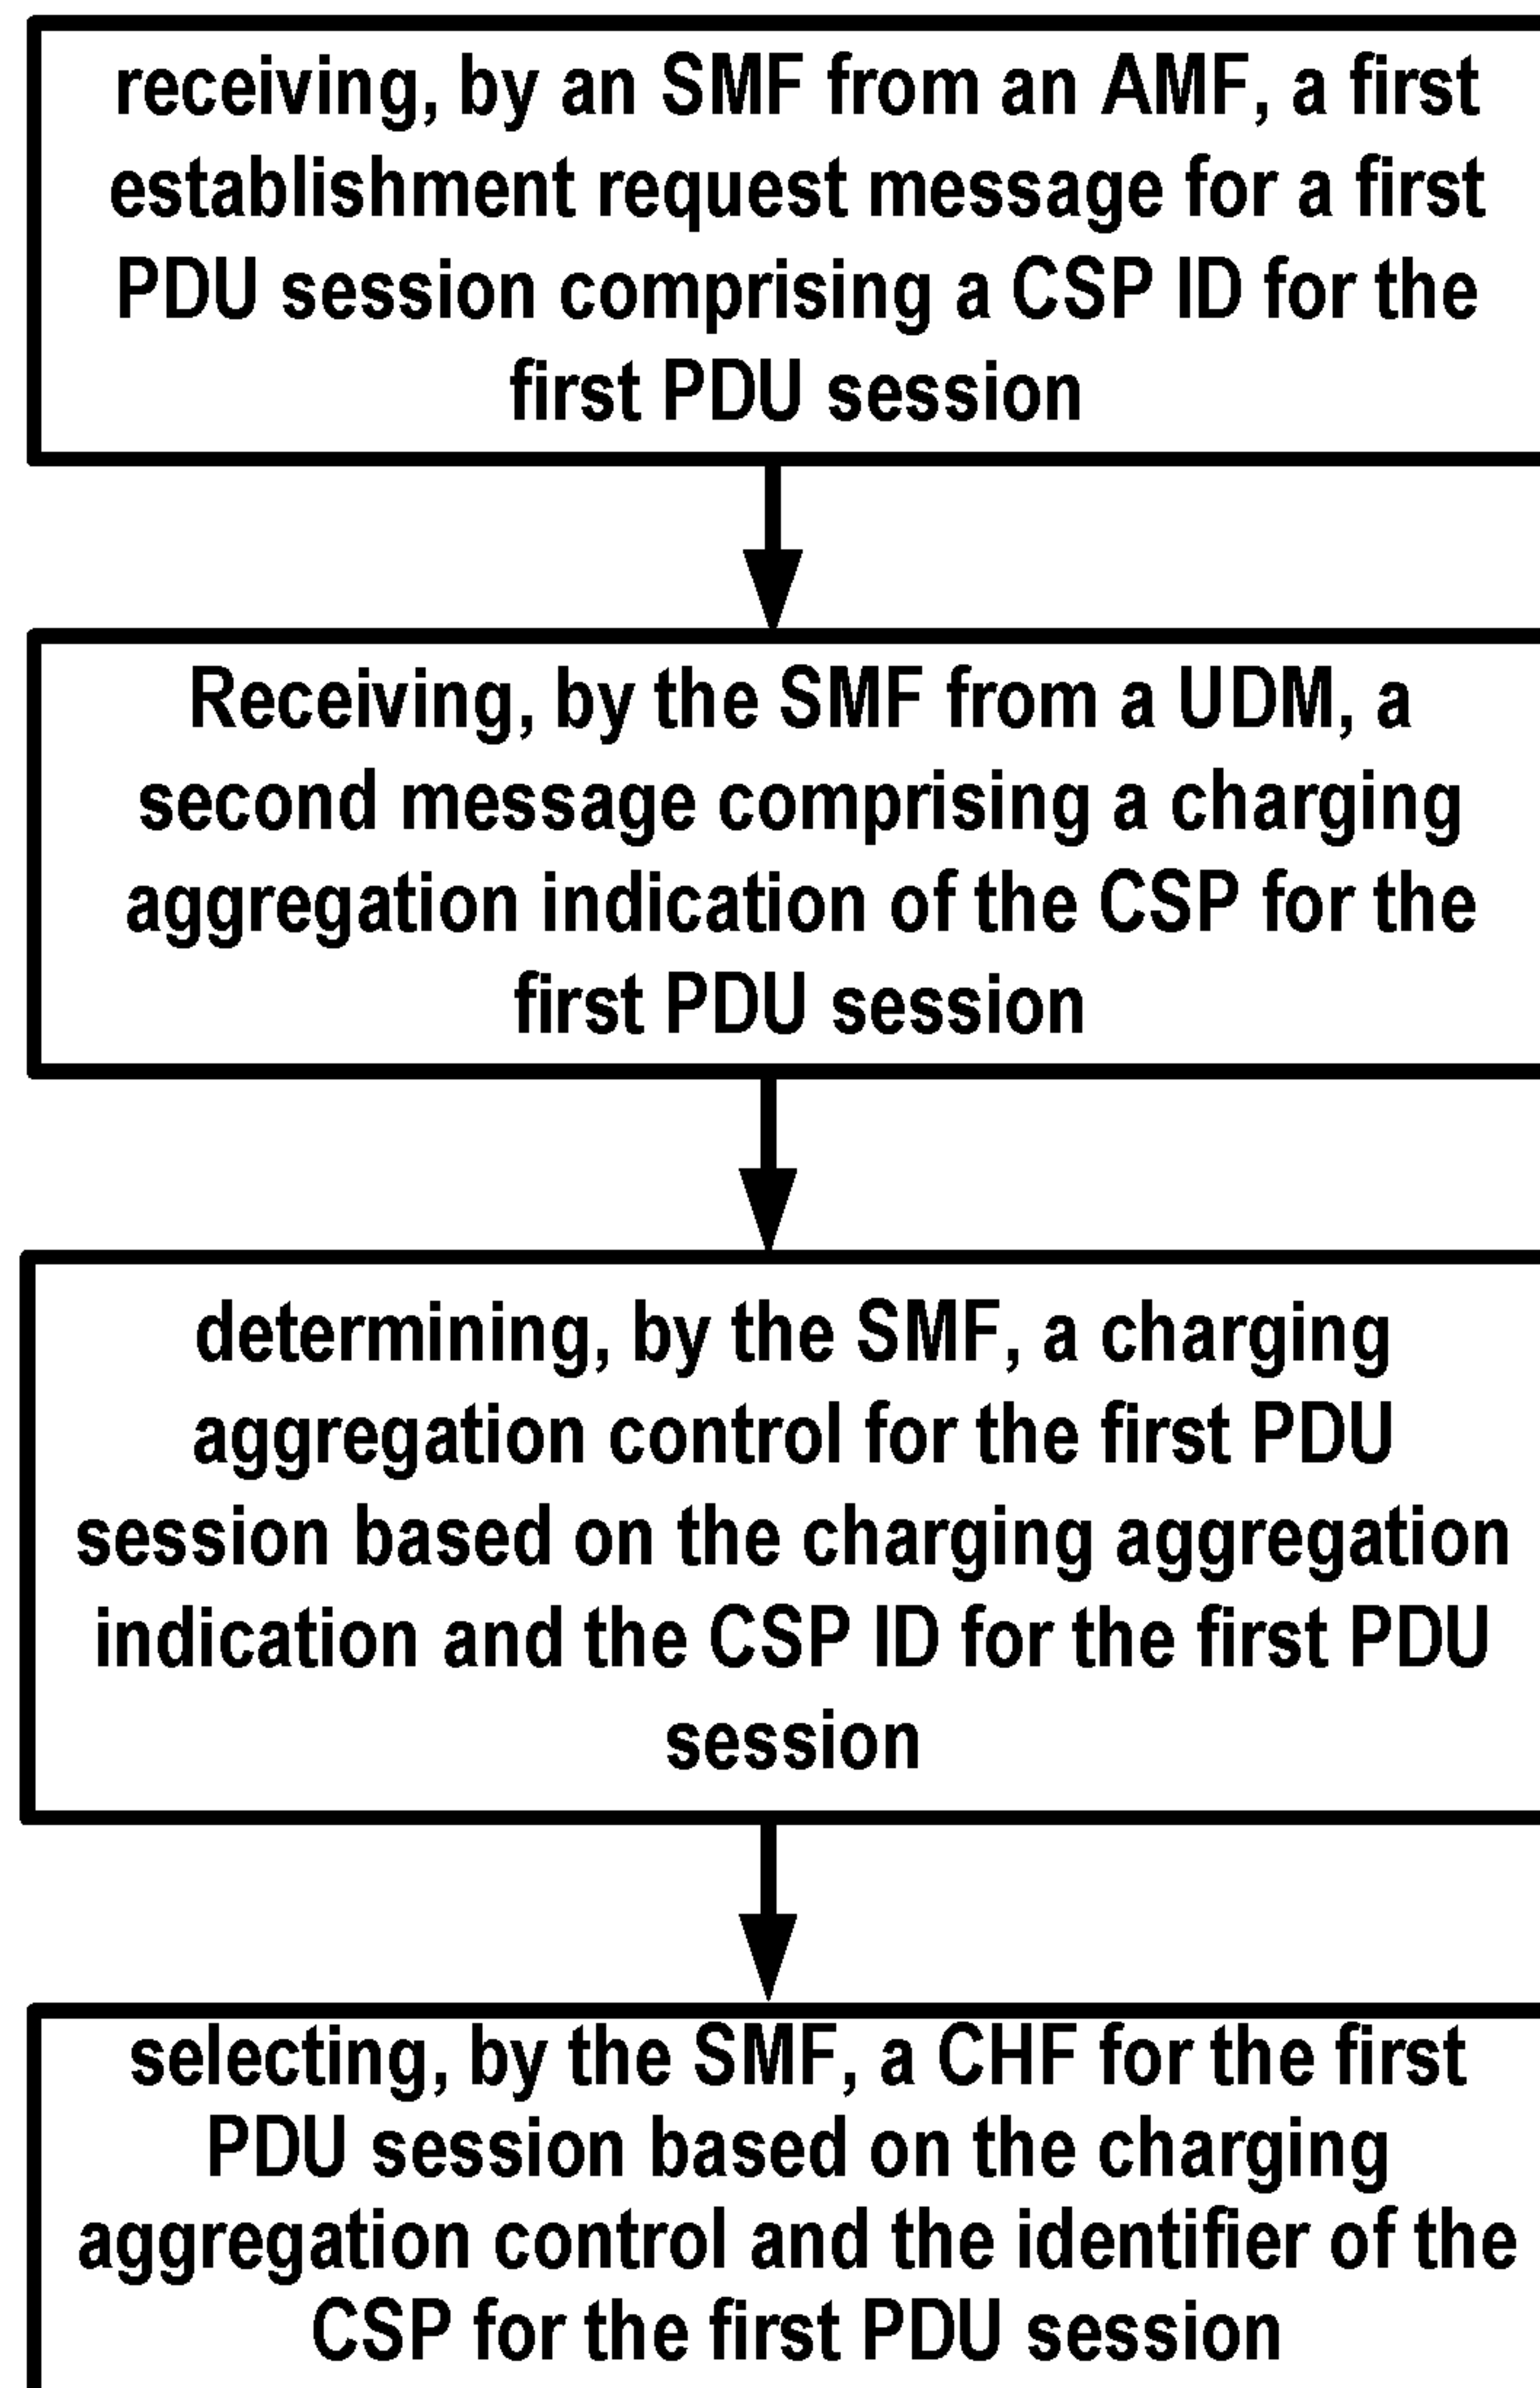 receiving, by an SMF from an AMF, a first
establishment request message for a first
PDU session comprising a CSP ID for the
first PDU session
Receiving, by the SMF from a UDM, a
second message comprising a charging
aggregation indication of the CSP for the
first PDU session
determining, by the SMF, a charging
aggregation control for the first PDU
session based on the charging aggregation
indication and the CSP ID for the first PDU
session
selecting, by the SMF, a CHF for the first
PDU session based on the charging
aggregation control and the identifier of the
CSP for the first PDU session